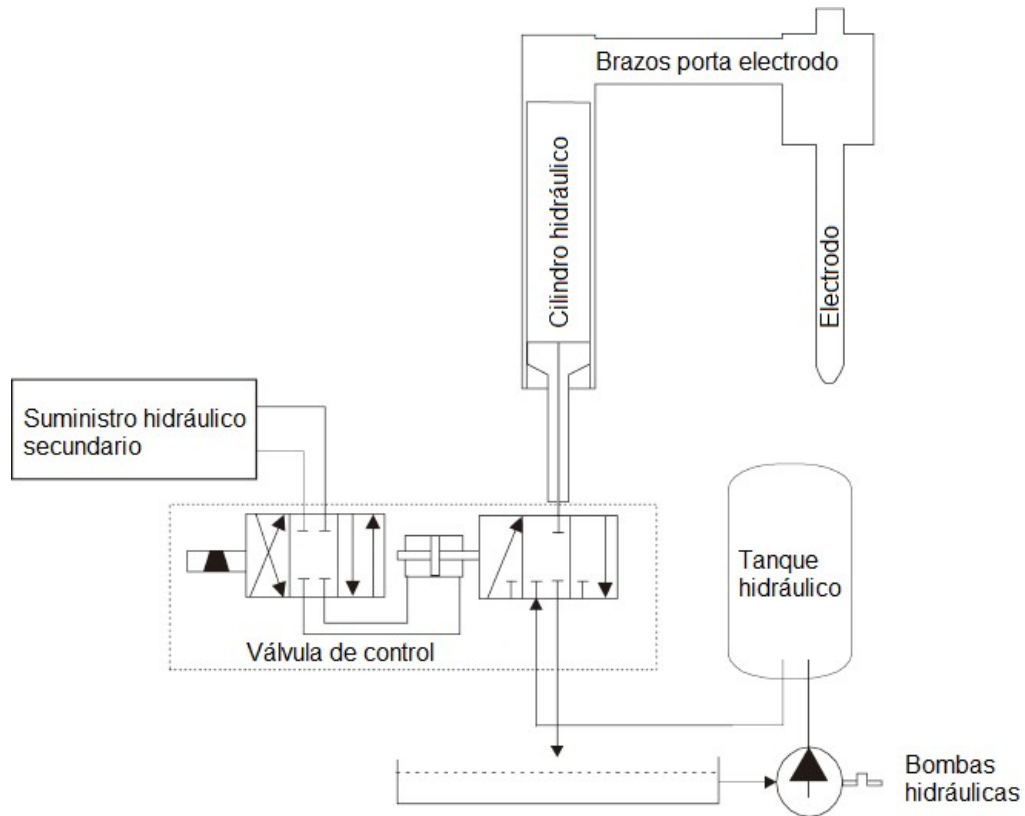 Brazos porta electrodo
Cilindro hidráulico
Electrodo
Suministro hidráulico
secundario
Tanque
hidráulico
Válvula de control
Bombas
hidráulicas